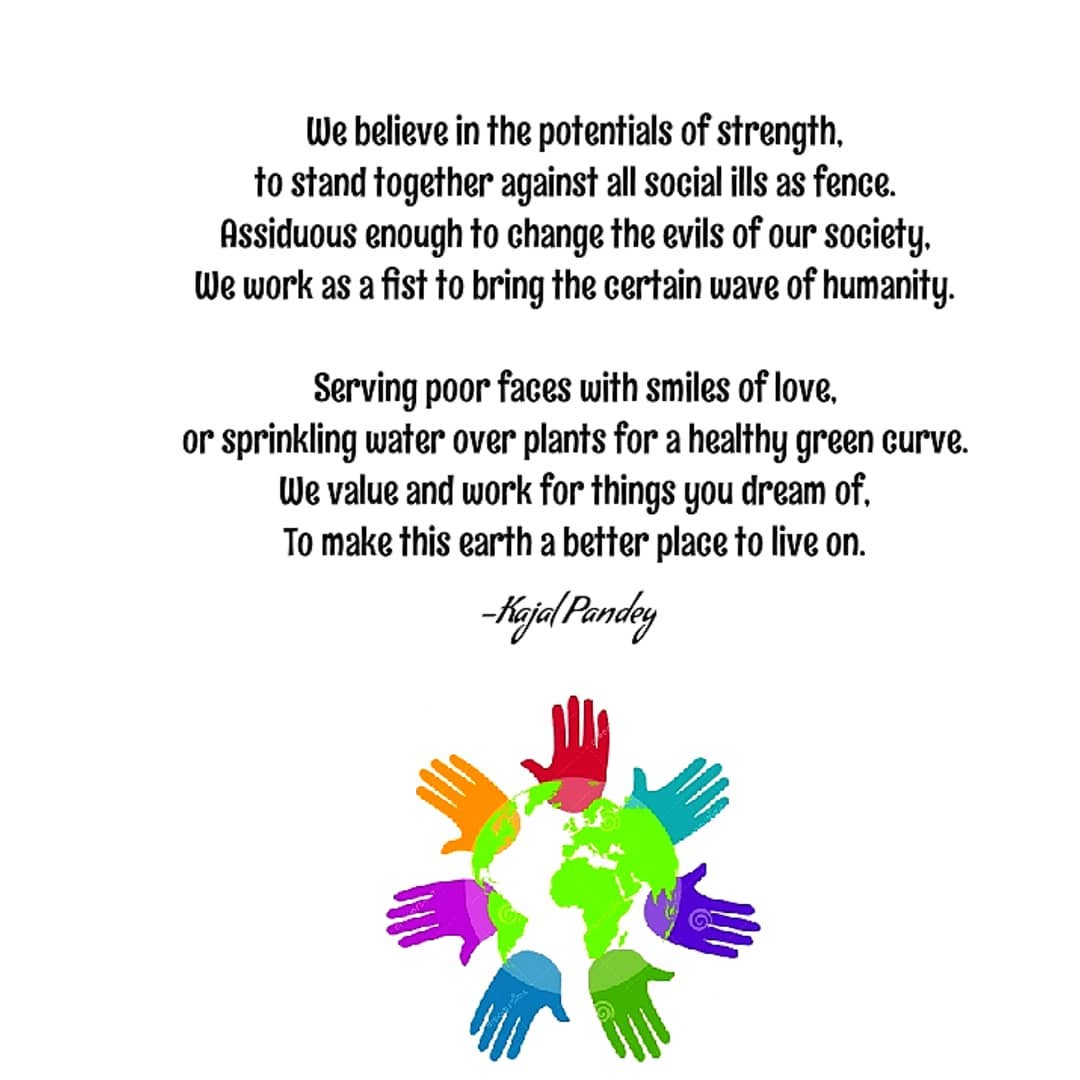 We believe in the potentials of strength,
to stand together against all social ills as fence.
Assiduous enough to change the evils of our society,
We work as a fist to bring the certain wave of humanity.
Serving poor faces with smiles of love,
or sprinkling water over plants for a healthy green curve.
We value and work for things you dream of,
To make this earth a better place to live on.
-Kajal Pandey